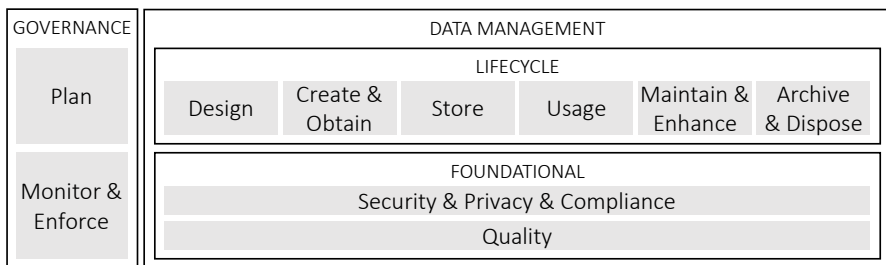 GOVERNANCE
Plan
Monitor &
Enforce
DATA MANAGEMENT
LIFECYCLE
Design
Create &
Obtain
Store
Usage
Maintain &
Enhance
Archive
& Dispose
FOUNDATIONAL
Security & Privacy & Compliance
Quality